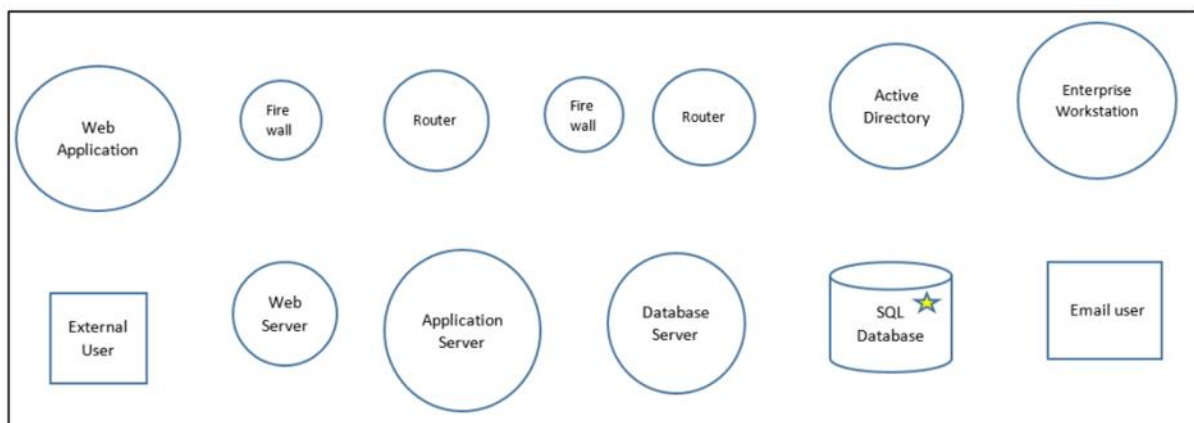 Web
Application
Fire
wall
Router
Fire
wall
Router
Active
Directory
Enterprise
Workstation
External
User
Web
Server
Application
Server
Database
Server
SQL
Database
Email user